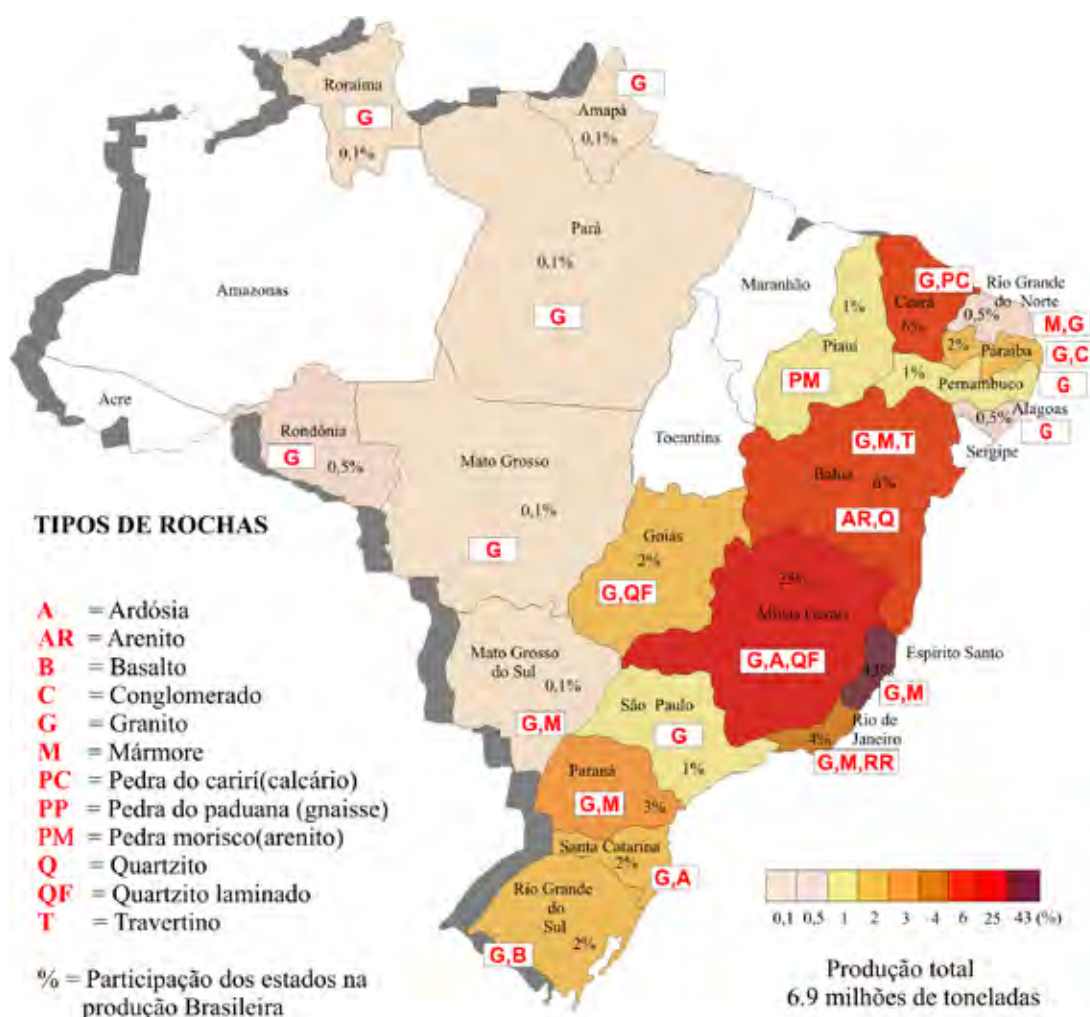 Roraima
G
0,1%
G
Amapá
0,1%
Pará
0,1%
G
Amazonas
Maranhão
Acre
Rondônia
G
0,5%
Mato Grosso
0,1%
G
Tocantins
1%
Piauí
PM
G,PC
Ceará
6%
Rio Grande
do Norte
0,5%
M,G
2%
Paraíba
G,C
1%
Pernambuco
G
Alagoas
0,5%
G
Sergipe
G,M,T
Bahia
6%
AR,Q
Goiás
2%
G,QF
25%
Minas Gerais
G,A,QF
Espírito Santo
43%
G,M
Rio de
Janeiro
4%
G,M,RR
Mato Grosso
do Sul
0,1%
G,M
São Paulo
G
1%
Paraná
G,M
3%
Santa Catarina
2%
G,A
Rio Grande
do
Sul
2%
G,B
TIPOS DE ROCHAS
A = Ardósia
AR = Arenito
B = Basalto
C = Conglomerado
G = Granito
M = Mármore
PC = Pedra do carirí(calcário)
PP = Pedra do paduana (gnaisse)
PM = Pedra morisco(arenito)
Q = Quartzito
QF = Quartzito laminado
T = Travertino
% = Participação dos estados na
produção Brasileira
0,1 0,5 1 2 3 4 6 25 43 (%)
Produção total
6.9 milhões de toneladas